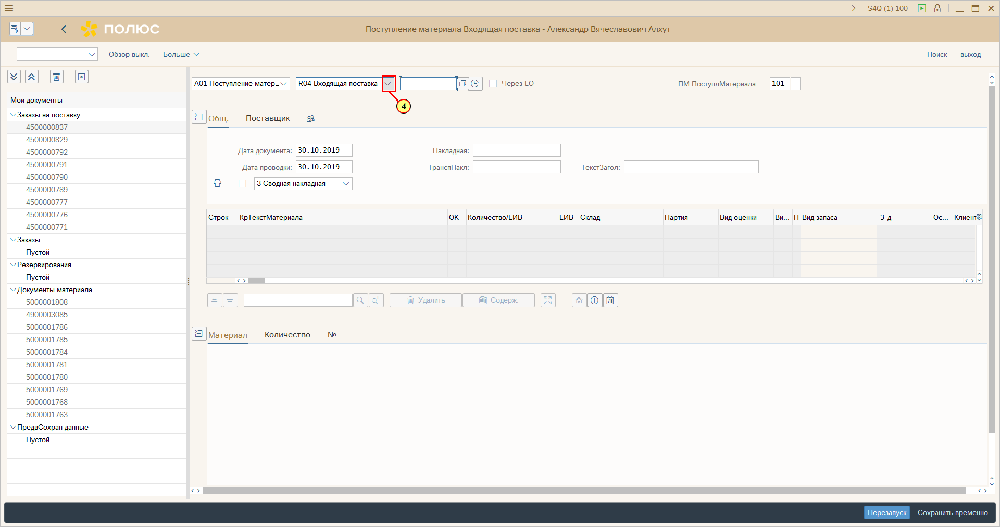 S4Q (1) 100
ПОЛЮС
Поступление материала Входящая поставка - Александр Вячеславович Алхут
Обзор выкл.
Больше
Поиск
выход
А01 Поступление матер...
R04 Входящая поставка
Через ЕО
ПМ ПоступлМатериала
101
4
Мои документы
Заказы на поставку
4500000837
4500000829
4500000792
4500000791
4500000790
4500000789
4500000777
4500000776
4500000771
Заказы
Пустой
Резервирования
Пустой
Документы материала
5000001808
4900003085
5000001786
5000001785
5000001784
5000001781
5000001780
5000001769
5000001768
5000001763
ПредвСохран данные
Пустой
Общ.
Поставщик
Дата документа: 30.10.2019
Накладная:
Дата проводки: 30.10.2019
ТранспНакл:
ТекстЗагол:
3 Сводная накладная
Строк КрТекстМатериала ОК Количество/ЕИВ ЕИВ Склад Партия Вид оценки Ви... Н Вид запаса З-д Ос... Клиент
Удалить
Содерж.
Материал
Количество
№
Перезапуск
Сохранить временно